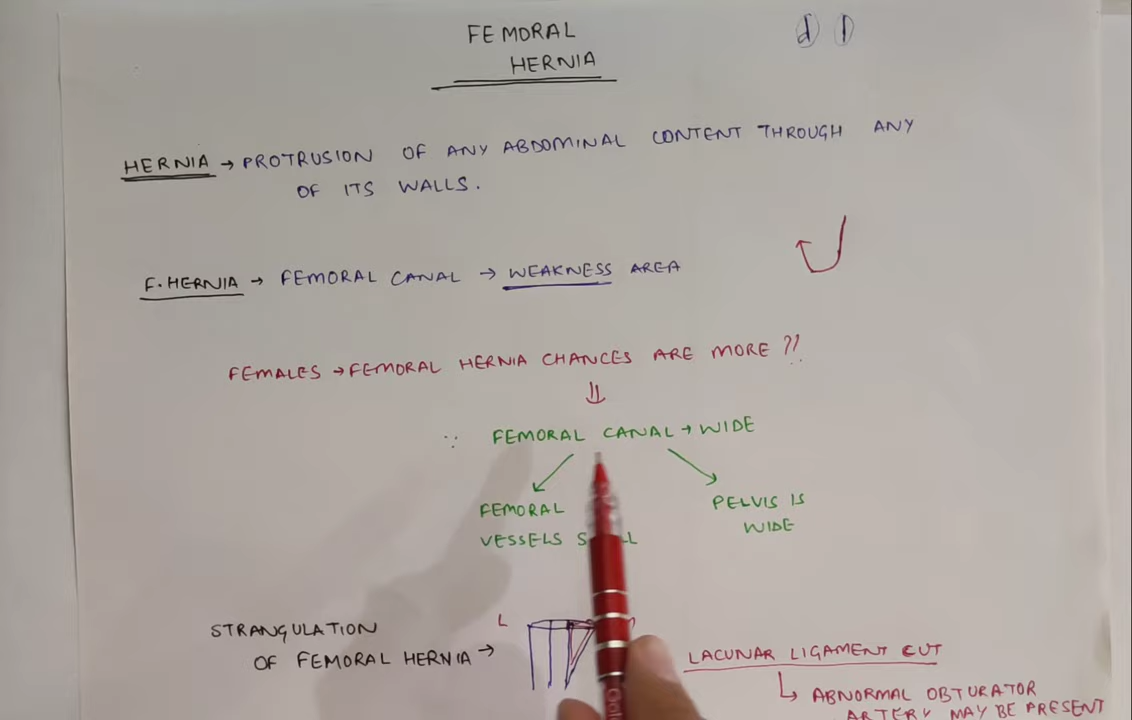 FEMORAL
HERNIA
HERNIA → PROTRUSION OF ANY ABDOMINAL CONTENT THROUGH ANY
OF ITS WALLS.
F.HERNIA → FEMORAL CANAL → WEAKNESS AREA
FEMALES → FEMORAL HERNIA CHANCES ARE MORE ??
∵ FEMORAL CANAL → WIDE
FEMORAL
VESSELS
PELVIS IS
WIDE
STRANGULATION
OF FEMORAL HERNIA →
L
LACUNAR LIGAMENT CUT
ABNORMAL OBTURATOR
ARTERY MAY BE PRESENT